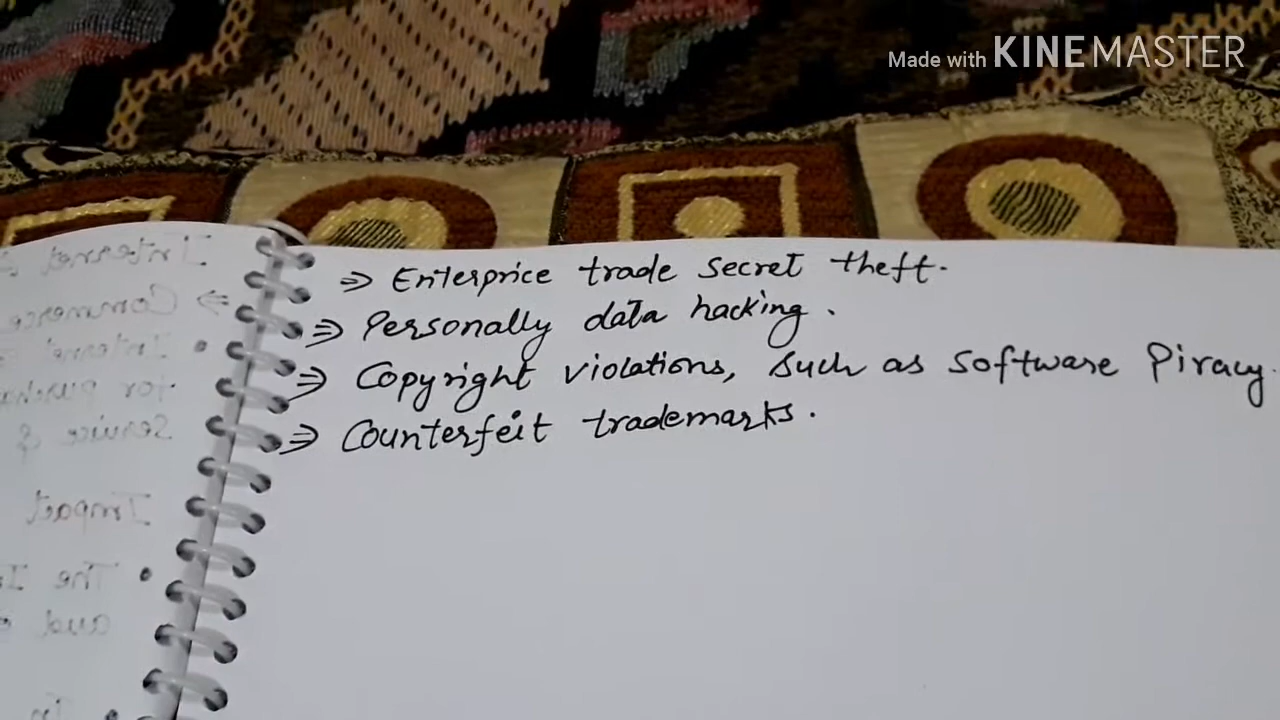 Made with KINEMASTER
⇒ Enterprice trade secret theft.
⇒ Personally data hacking.
⇒ Copyright violations, such as software Piracy.
⇒ Counterfeit trademarks.